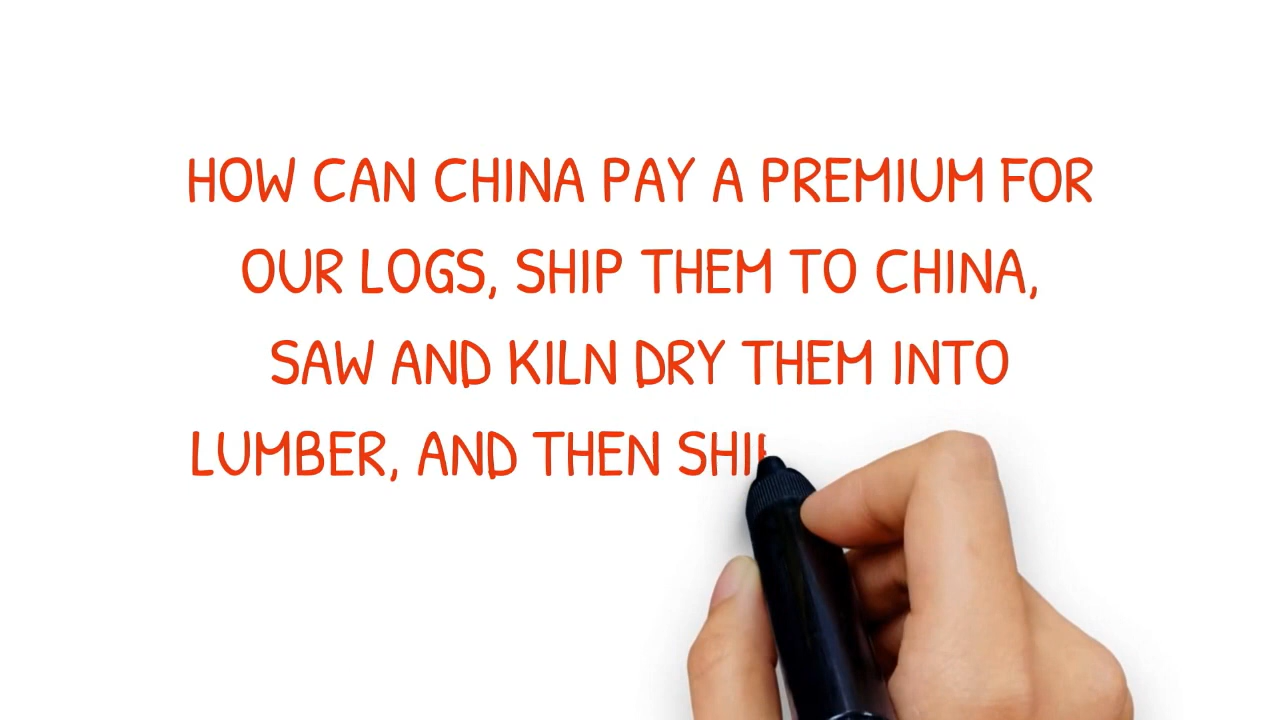 HOW CAN CHINA PAY A PREMIUM FOR
OUR LOGS, SHIP THEM TO CHINA,
SAW AND KILN DRY THEM INTO
LUMBER, AND THEN